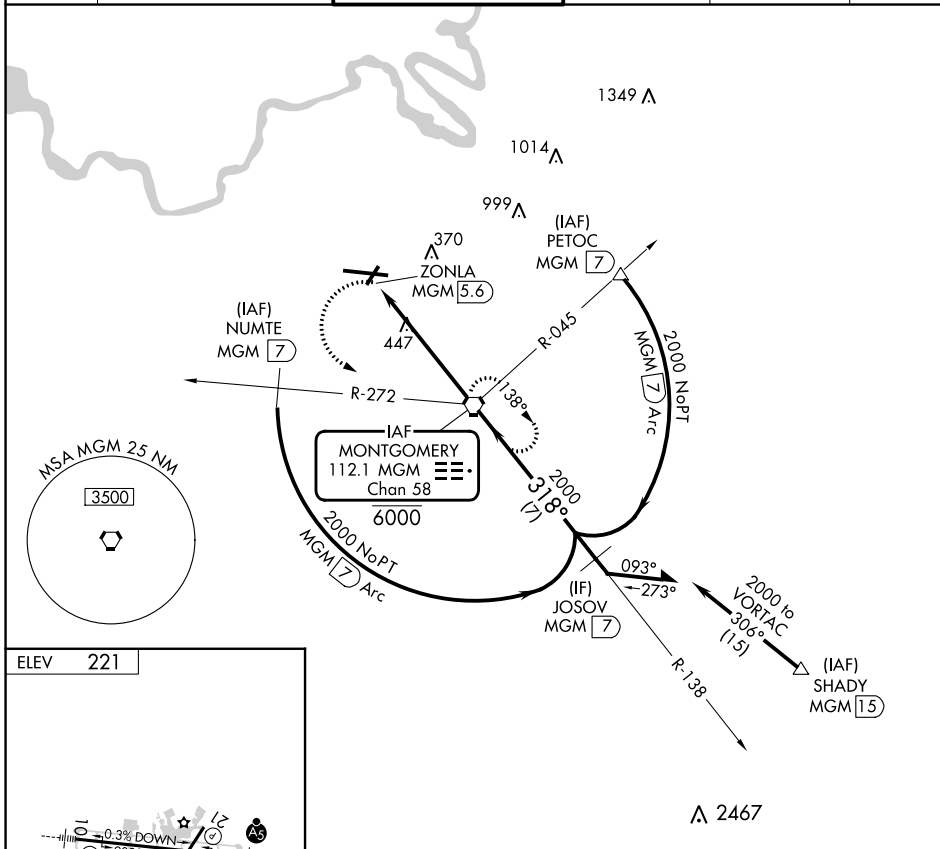 1349
1014
999
370
(IAF)
PETOC
MGM 7
ZONLA
MGM 5.6
(IAF)
NUMTE
MGM 7
447
R-045
R-272
138°
2000 NoPT
MGM 7 Arc
IAF
MONTGOMERY
112.1 MGM
Chan 58
6000
MSA MGM 25 NM
3500
2000
318°
(7)
2000 NoPT
MGM 7 Arc
093°
273°
(IF)
JOSOV
MGM 7
2000 to
VORTAC
306°
(15)
(IAF)
SHADY
MGM 15
R-138
2467
ELEV 221
10
0.3% DOWN
21
P
A5